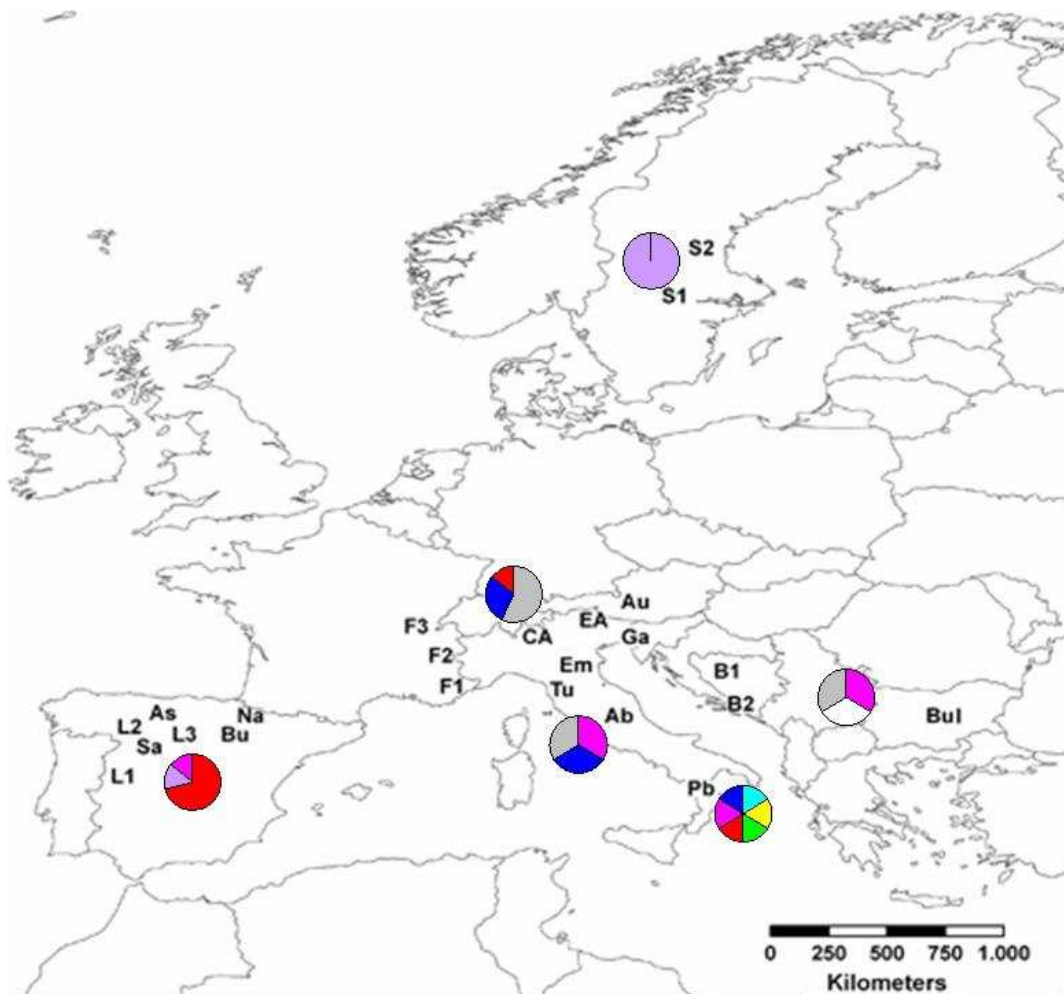 S2
S1
Au
EA
F3
CA
Ga
F2
Em
B1
F1
Tu
B2
As
Na
Ab
Bul
L2
L3
Bu
Sa
L1
Pb
0 250 500 750 1.000
Kilometers